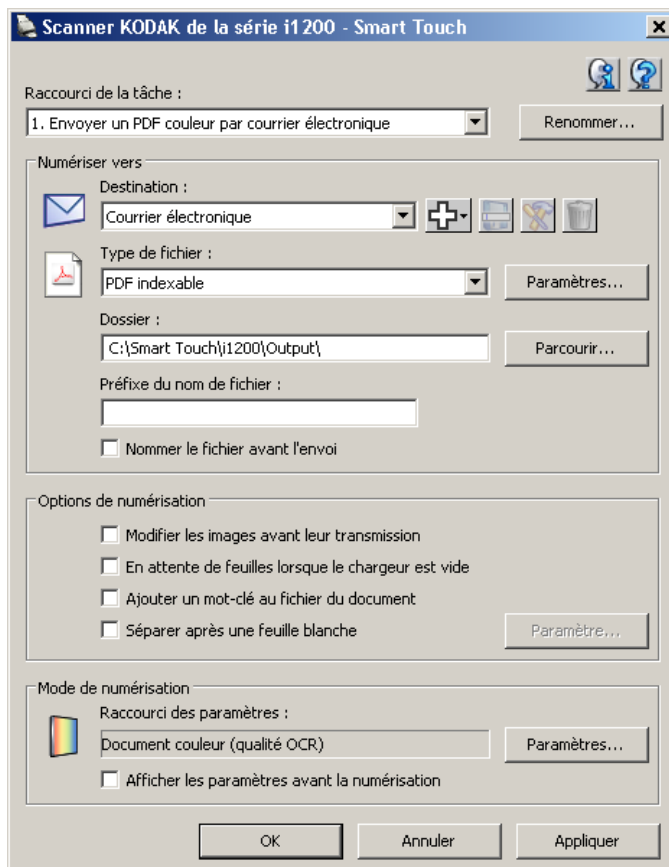 Scanner KODAK de la série i1200 - Smart Touch
Raccourci de la tâche :
1. Envoyer un PDF couleur par courrier électronique
Renommer...
Numériser vers
Destination :
Courrier électronique
Type de fichier :
PDF indexable
Paramètres...
Dossier :
C:\Smart Touch\i1200\Output\
Parcourir...
Préfixe du nom de fichier :
Nommer le fichier avant l'envoi
Options de numérisation
Modifier les images avant leur transmission
En attente de feuilles lorsque le chargeur est vide
Ajouter un mot-clé au fichier du document
Séparer après une feuille blanche
Paramètre...
Mode de numérisation
Raccourci des paramètres :
Document couleur (qualité OCR)
Paramètres...
Afficher les paramètres avant la numérisation
OK
Annuler
Appliquer